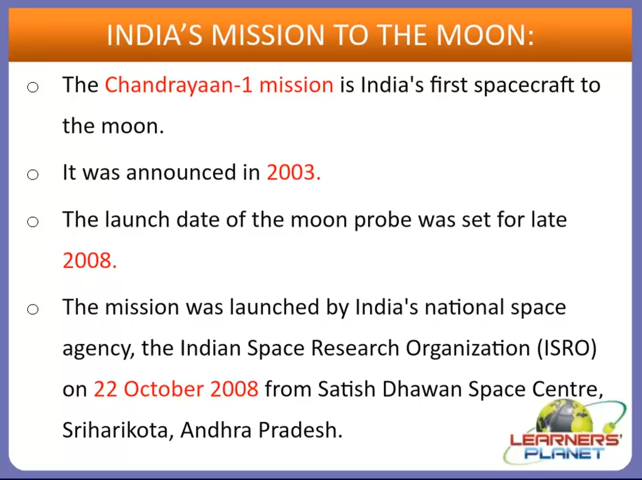 INDIA'S MISSION TO THE MOON:
The Chandrayaan-1 mission is India's first spacecraft to
the moon.
It was announced in 2003.
The launch date of the moon probe was set for late
2008.
The mission was launched by India's national space
agency, the Indian Space Research Organization (ISRO)
on 22 October 2008 from Satish Dhawan Space Centre,
Sriharikota, Andhra Pradesh.
LEARNERS'
PLANET